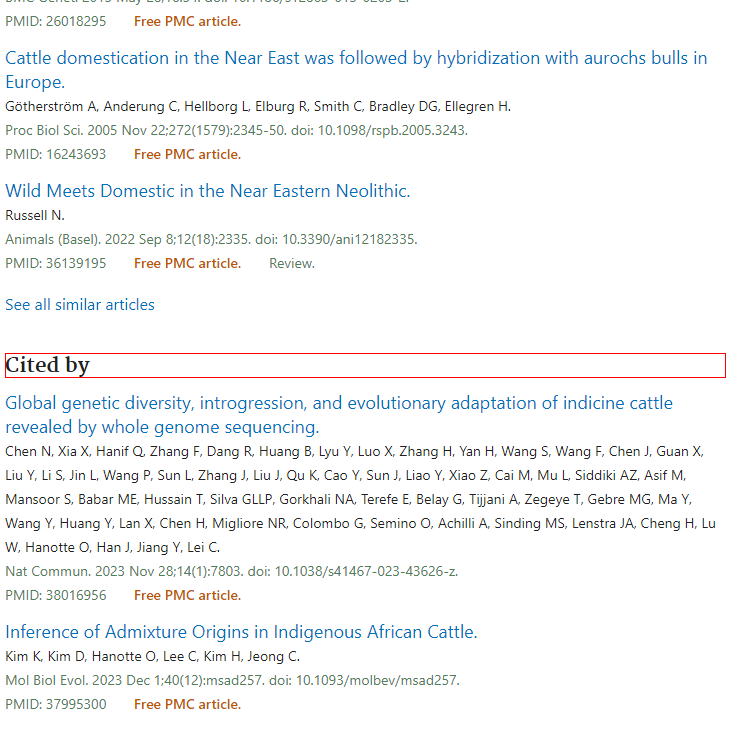 PMID: 26018295 Free PMC article.
Cattle domestication in the Near East was followed by hybridization with aurochs bulls in
Europe.
Götherström A, Anderung C, Hellborg L, Elburg R, Smith C, Bradley DG, Ellegren H.
Proc Biol Sci. 2005 Nov 22;272(1579):2345-50. doi: 10.1098/rspb.2005.3243.
PMID: 16243693 Free PMC article.
Wild Meets Domestic in the Near Eastern Neolithic.
Russell N.
Animals (Basel). 2022 Sep 8;12(18):2335. doi: 10.3390/ani12182335.
PMID: 36139195 Free PMC article. Review.
See all similar articles
Cited by
Global genetic diversity, introgression, and evolutionary adaptation of indicine cattle
revealed by whole genome sequencing.
Chen N, Xia X, Hanif Q, Zhang F, Dang R, Huang B, Lyu Y, Luo X, Zhang H, Yan H, Wang S, Wang F, Chen J, Guan X,
Liu Y, Li S, Jin L, Wang P, Sun L, Zhang J, Liu J, Qu K, Cao Y, Sun J, Liao Y, Xiao Z, Cai M, Mu L, Siddiki AZ, Asif M,
Mansoor S, Babar ME, Hussain T, Silva GLLP, Gorkhali NA, Terefe E, Belay G, Tijjani A, Zegeye T, Gebre MG, Ma Y,
Wang Y, Huang Y, Lan X, Chen H, Migliore NR, Colombo G, Semino O, Achilli A, Sinding MS, Lenstra JA, Cheng H, Lu
W, Hanotte O, Han J, Jiang Y, Lei C.
Nat Commun. 2023 Nov 28;14(1):7803. doi: 10.1038/s41467-023-43626-z.
PMID: 38016956 Free PMC article.
Inference of Admixture Origins in Indigenous African Cattle.
Kim K, Kim D, Hanotte O, Lee C, Kim H, Jeong C.
Mol Biol Evol. 2023 Dec 1;40(12):msad257. doi: 10.1093/molbev/msad257.
PMID: 37995300 Free PMC article.